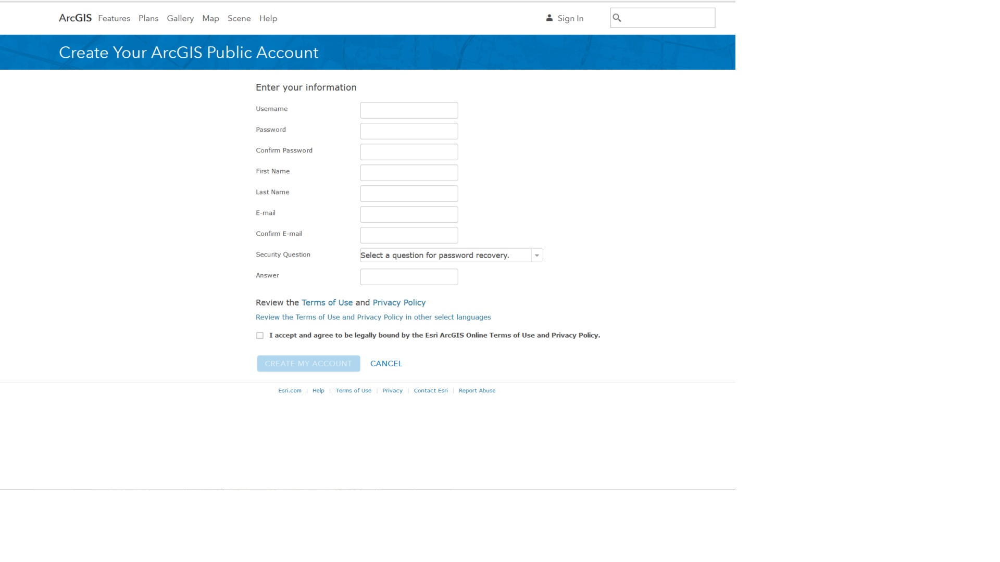 ArcGIS Features Plans Gallery Map Scene Help Sign In
Create Your ArcGIS Public Account
Enter your information
Username
Password
Confirm Password
First Name
Last Name
E-mail
Confirm E-mail
Security Question Select a question for password recovery.
Answer
Review the Terms of Use and Privacy Policy
Review the Terms of Use and Privacy Policy in other select languages
I accept and agree to be legally bound by the Esri ArcGIS Online Terms of Use and Privacy Policy.
CREATE MY ACCOUNT CANCEL
Esri.com | Help | Terms of Use | Privacy | Contact Esri | Report Abuse